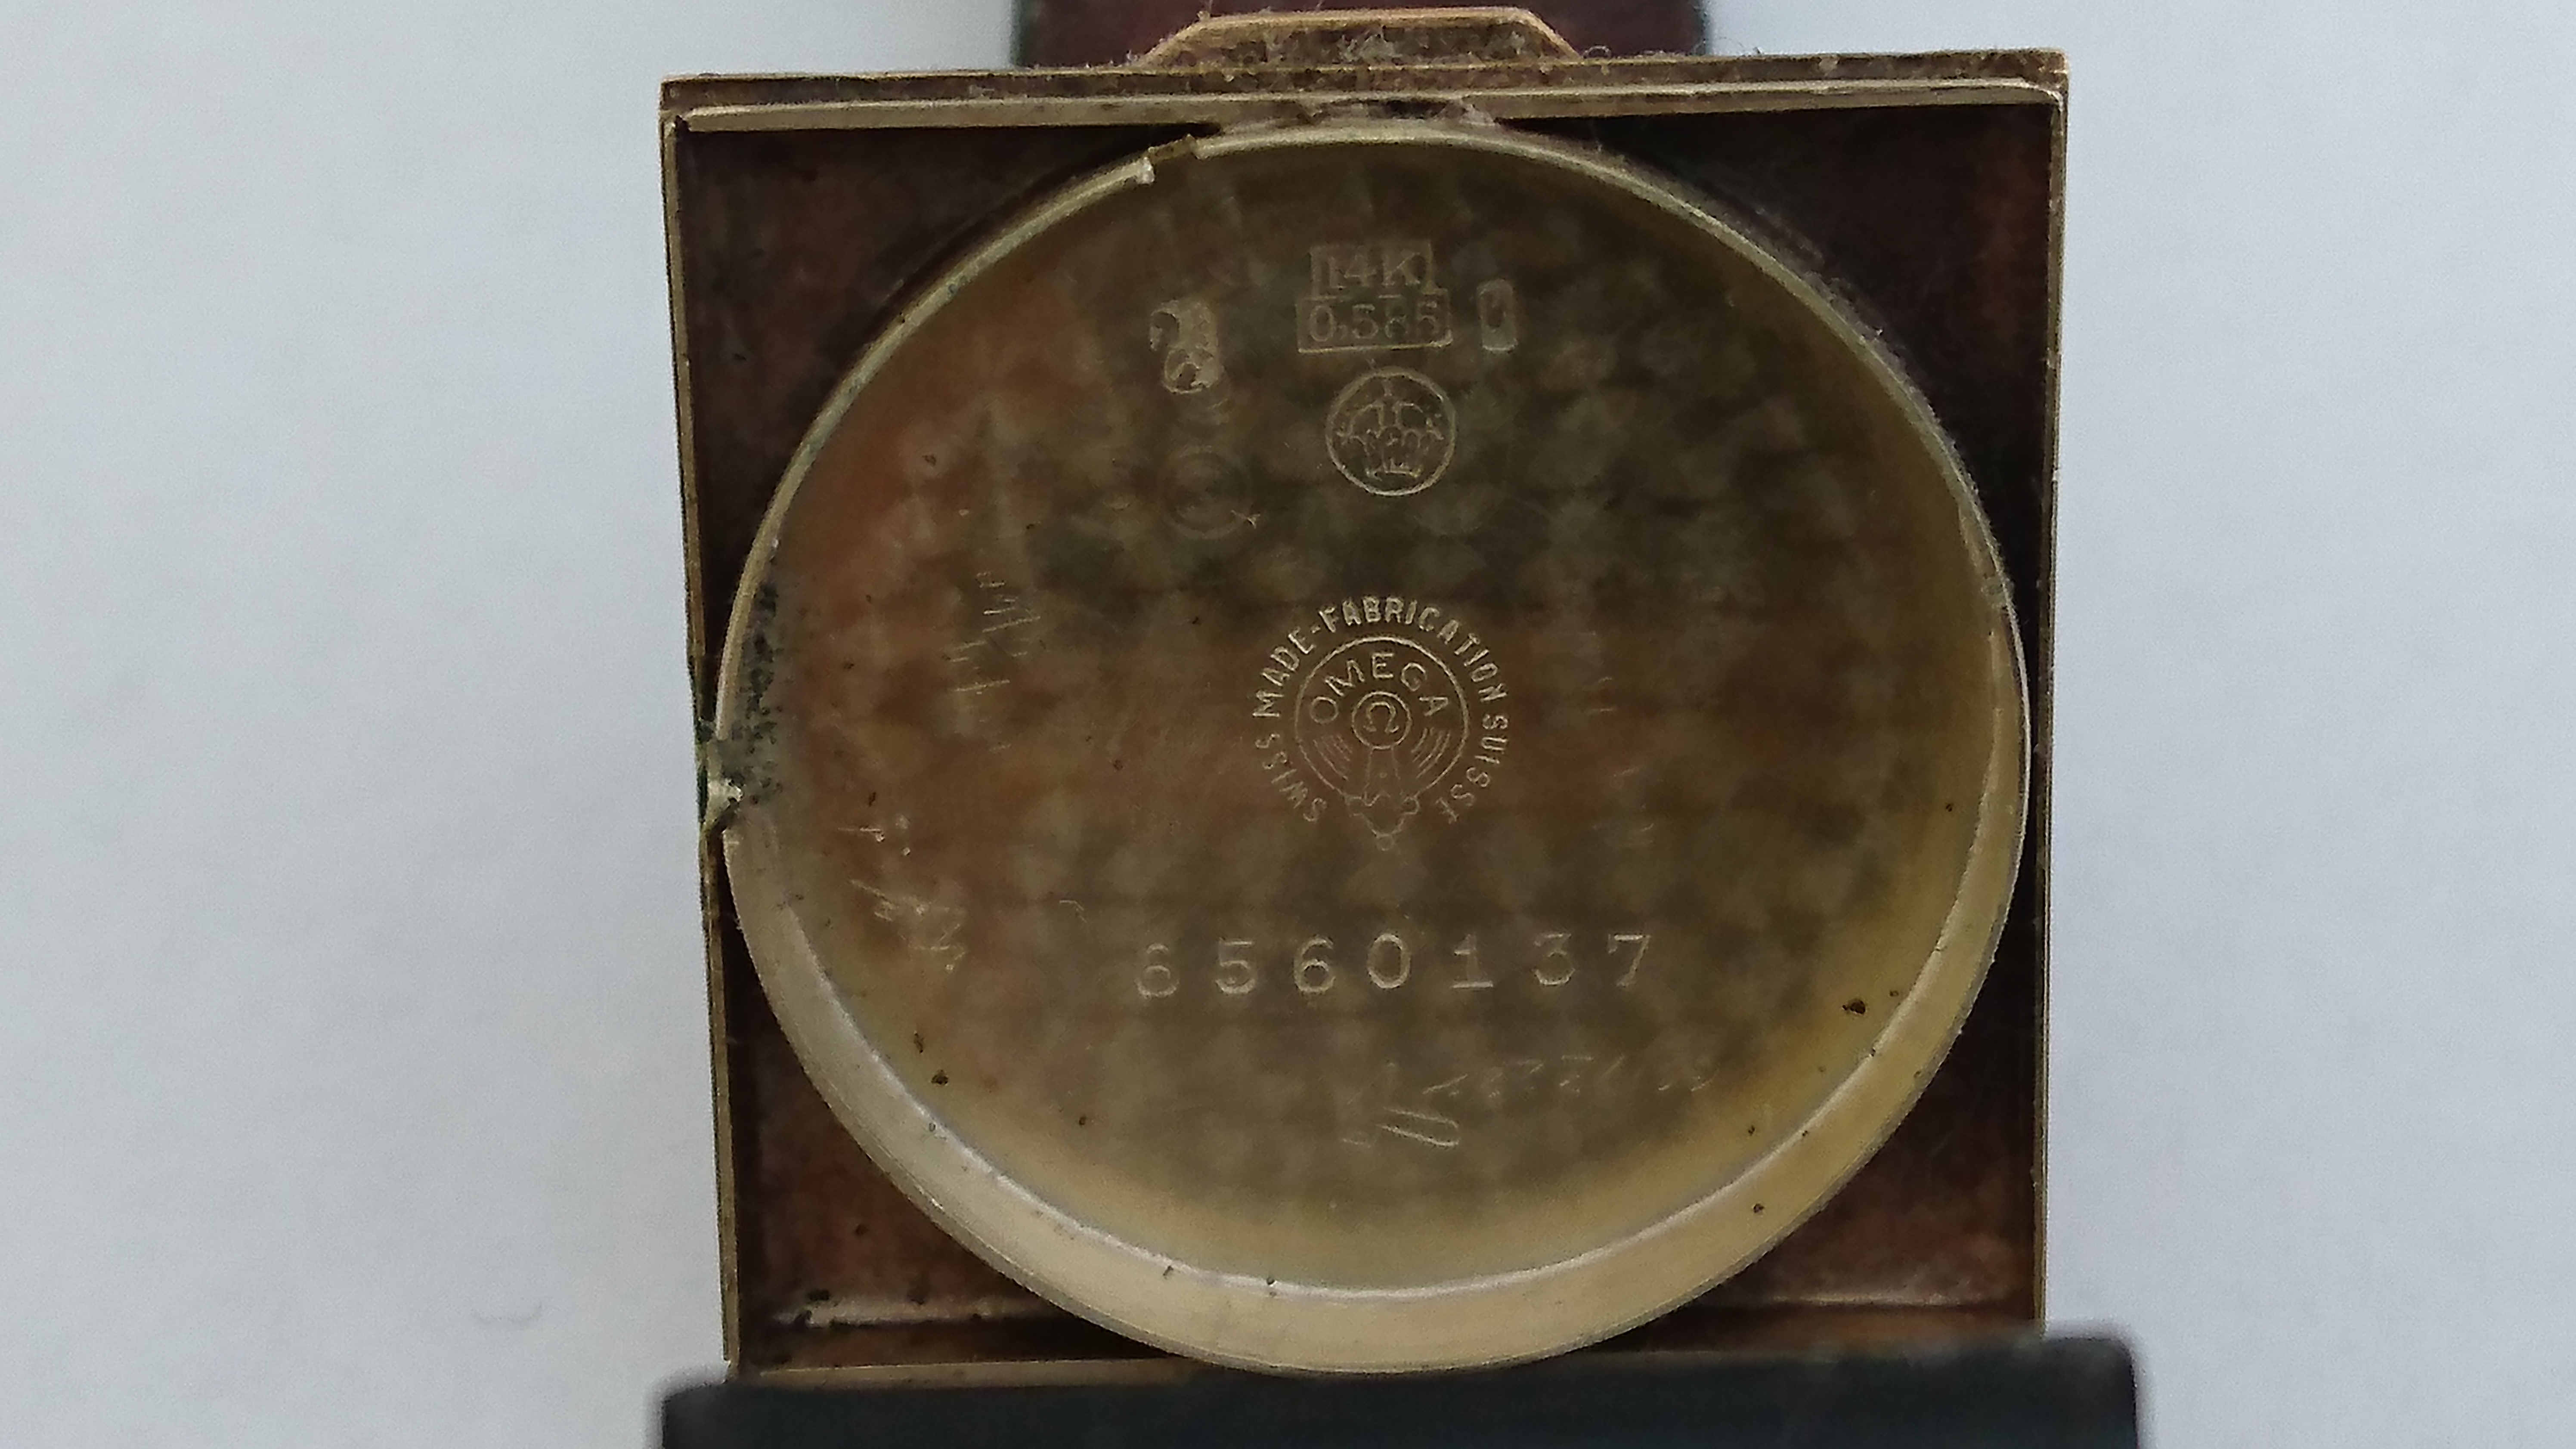 14K
0,585
SWISS MADE-FABRICATION SUISSE
OMEGA
Ω
6560137